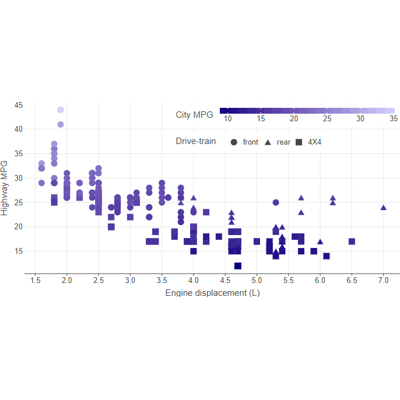 City MPG
10 15 20 25 30 35
Drive-train
front rear 4X4
Highway MPG
45
40
35
30
25
20
15
1.5 2.0 2.5 3.0 3.5 4.0 4.5 5.0 5.5 6.0 6.5 7.0
Engine displacement (L)